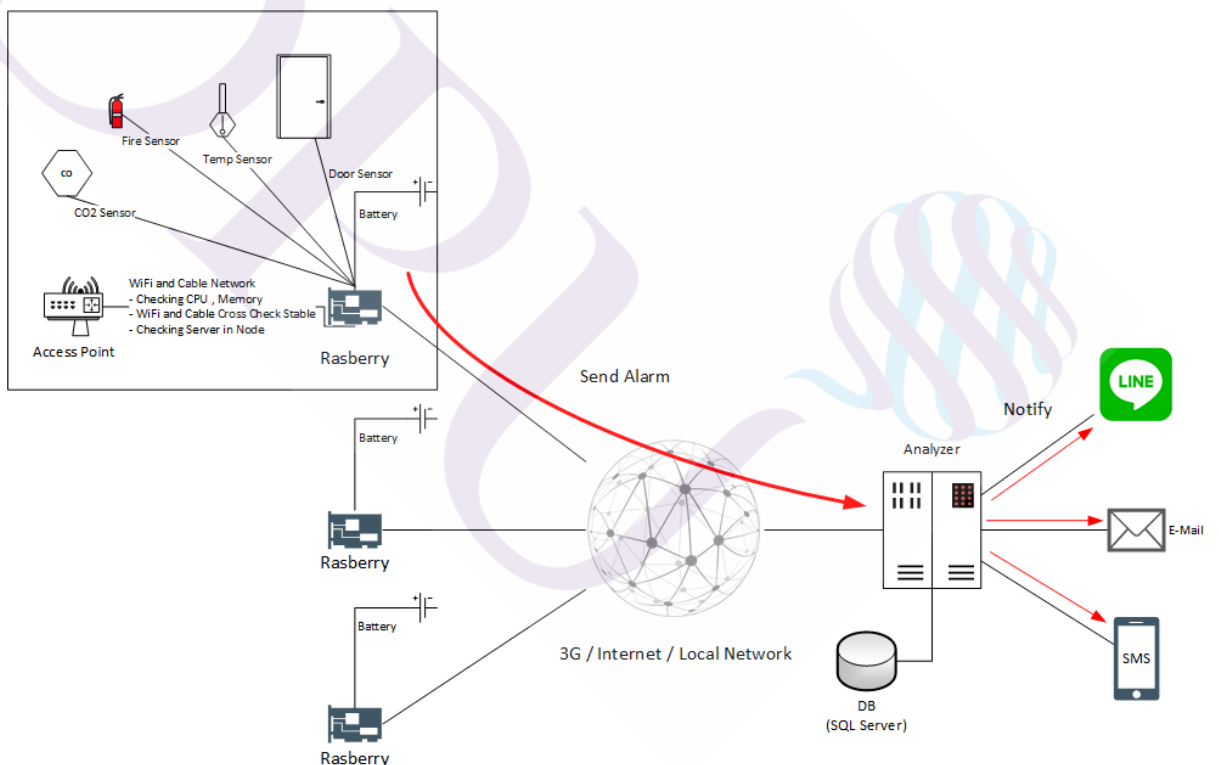 Fire Sensor
Temp Sensor
Door Sensor
CO
CO2 Sensor
+ -
Battery
WiFi and Cable Network
- Checking CPU , Memory
- WiFi and Cable Cross Check Stable
- Checking Server in Node
Access Point
Rasberry
Send Alarm
LINE
Notify
Analyzer
+ -
Battery
Rasberry
E-Mail
+ -
Battery
3G / Internet / Local Network
SMS
DB
(SQL Server)
Rasberry